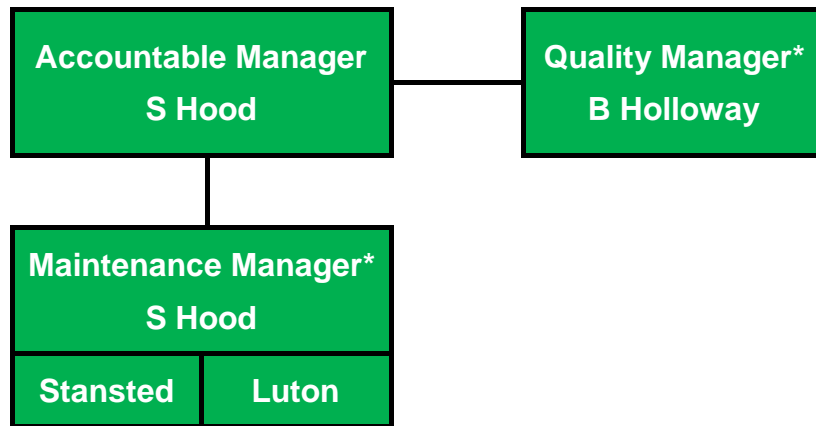 Accountable Manager
S Hood
Quality Manager*
B Holloway
Maintenance Manager*
S Hood
Stansted
Luton